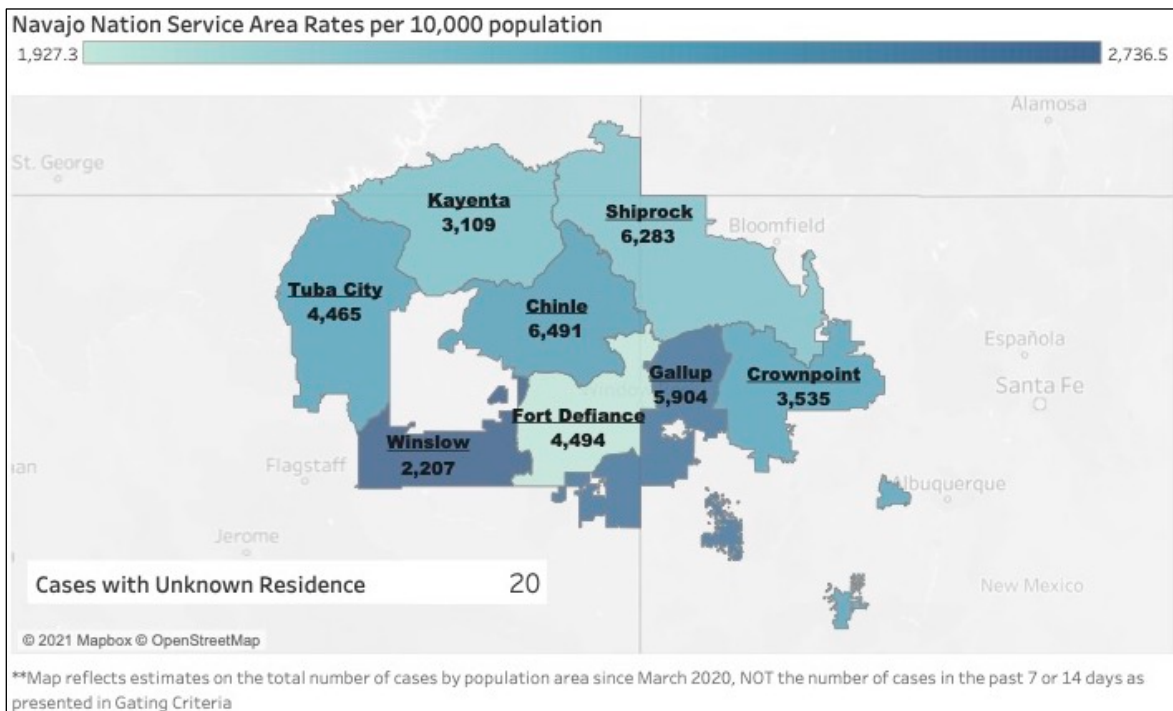 Navajo Nation Service Area Rates per 10,000 population
1,927.3
2,736.5
Alamosa
St. George
Kayenta
3,109
Shiprock
6,283
Bloomfield
Tuba City
4,465
Chinle
6,491
Española
Gallup
5,904
Crownpoint
3,535
Santa Fe
Fort Defiance
4,494
Winslow
2,207
Flagstaff
Albuquerque
Jerome
Cases with Unknown Residence 20
New Mexico
© 2021 Mapbox © OpenStreetMap
**Map reflects estimates on the total number of cases by population area since March 2020, NOT the number of cases in the past 7 or 14 days as
presented in Gating Criteria